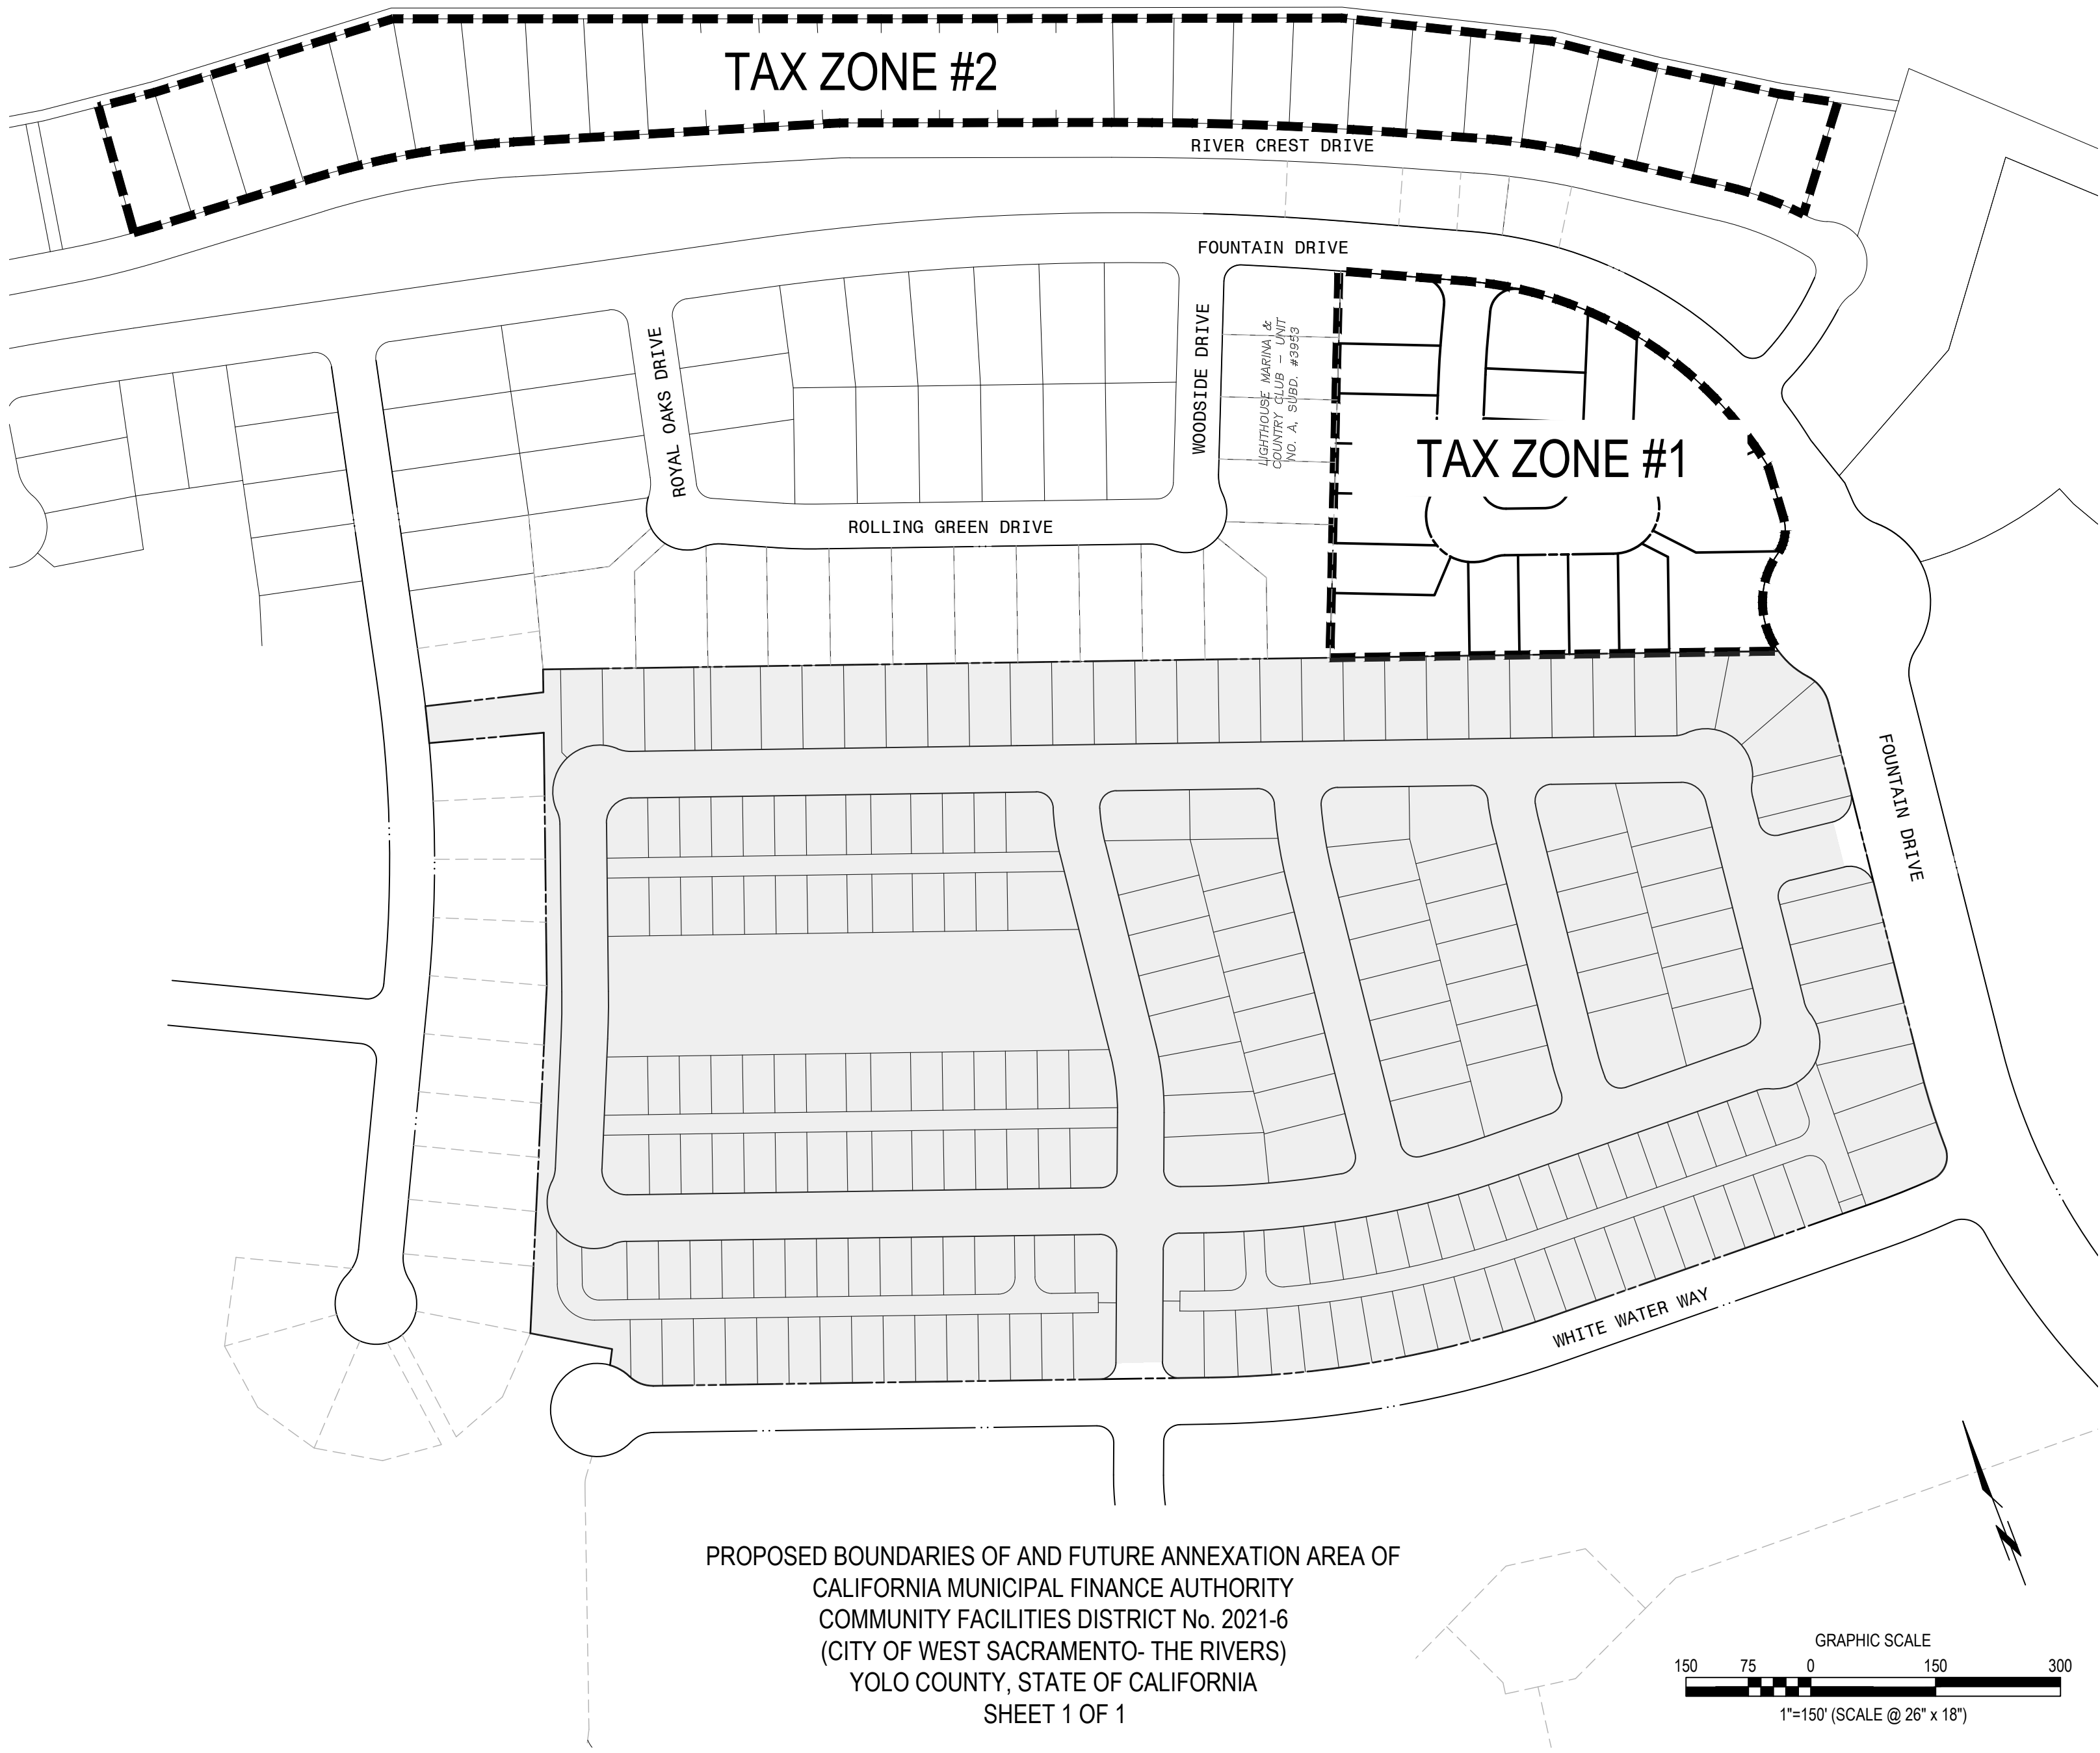 TAX ZONE #2
RIVER CREST DRIVE
FOUNTAIN DRIVE
ROYAL OAKS DRIVE
WOODSIDE DRIVE
LIGHTHOUSE MARINA &
COUNTRY CLUB – UNIT
NO. A, SUBD. #3953
TAX ZONE #1
ROLLING GREEN DRIVE
FOUNTAIN DRIVE
WHITE WATER WAY
PROPOSED BOUNDARIES OF AND FUTURE ANNEXATION AREA OF
CALIFORNIA MUNICIPAL FINANCE AUTHORITY
COMMUNITY FACILITIES DISTRICT No. 2021-6
(CITY OF WEST SACRAMENTO- THE RIVERS)
YOLO COUNTY, STATE OF CALIFORNIA
SHEET 1 OF 1
GRAPHIC SCALE
150 75 0 150 300
1"=150' (SCALE @ 26" x 18")